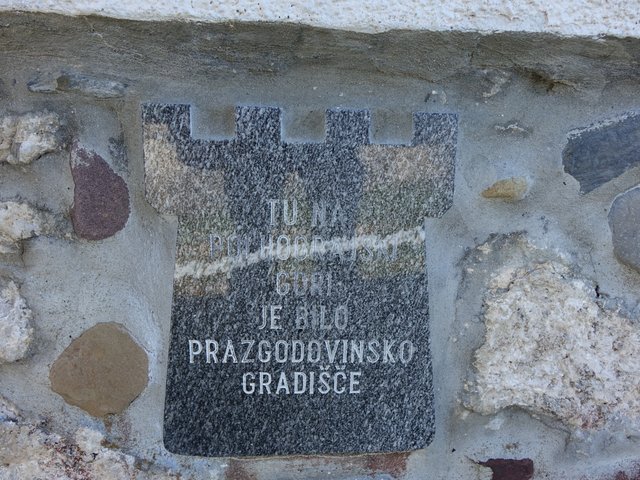 TU NA
POLHOGRAJSKI
GORI
JE BILO
PRAZGODOVINSKO
GRADIŠČE